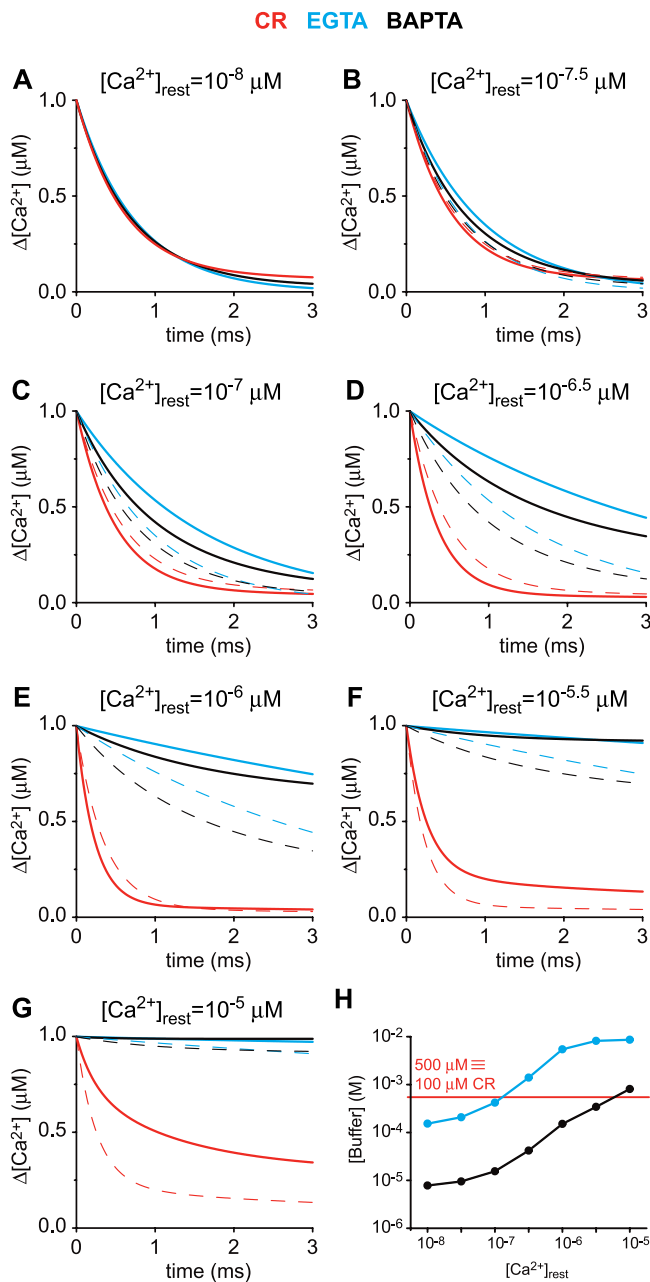 CR EGTA BAPTA
A [Ca²⁺]rest=10⁻⁸ μM
1.0
0.5
0.0
Δ[Ca²⁺] (μM)
0 1 2 3
time (ms)
B [Ca²⁺]rest=10⁻⁷·⁵ μM
1.0
0.5
0.0
Δ[Ca²⁺] (μM)
0 1 2 3
time (ms)
C [Ca²⁺]rest=10⁻⁷ μM
1.0
0.5
0.0
Δ[Ca²⁺] (μM)
0 1 2 3
time (ms)
D [Ca²⁺]rest=10⁻⁶·⁵ μM
1.0
0.5
0.0
Δ[Ca²⁺] (μM)
0 1 2 3
time (ms)
E [Ca²⁺]rest=10⁻⁶ μM
1.0
0.5
0.0
Δ[Ca²⁺] (μM)
0 1 2 3
time (ms)
F [Ca²⁺]rest=10⁻⁵·⁵ μM
1.0
0.5
0.0
Δ[Ca²⁺] (μM)
0 1 2 3
time (ms)
G [Ca²⁺]rest=10⁻⁵ μM
1.0
0.5
0.0
Δ[Ca²⁺] (μM)
0 1 2 3
time (ms)
H
10⁻²
10⁻³
10⁻⁴
10⁻⁵
10⁻⁶
[Buffer] (M)
500 μM ≡
100 μM CR
10⁻⁸ 10⁻⁷ 10⁻⁶ 10⁻⁵
[Ca²⁺]rest